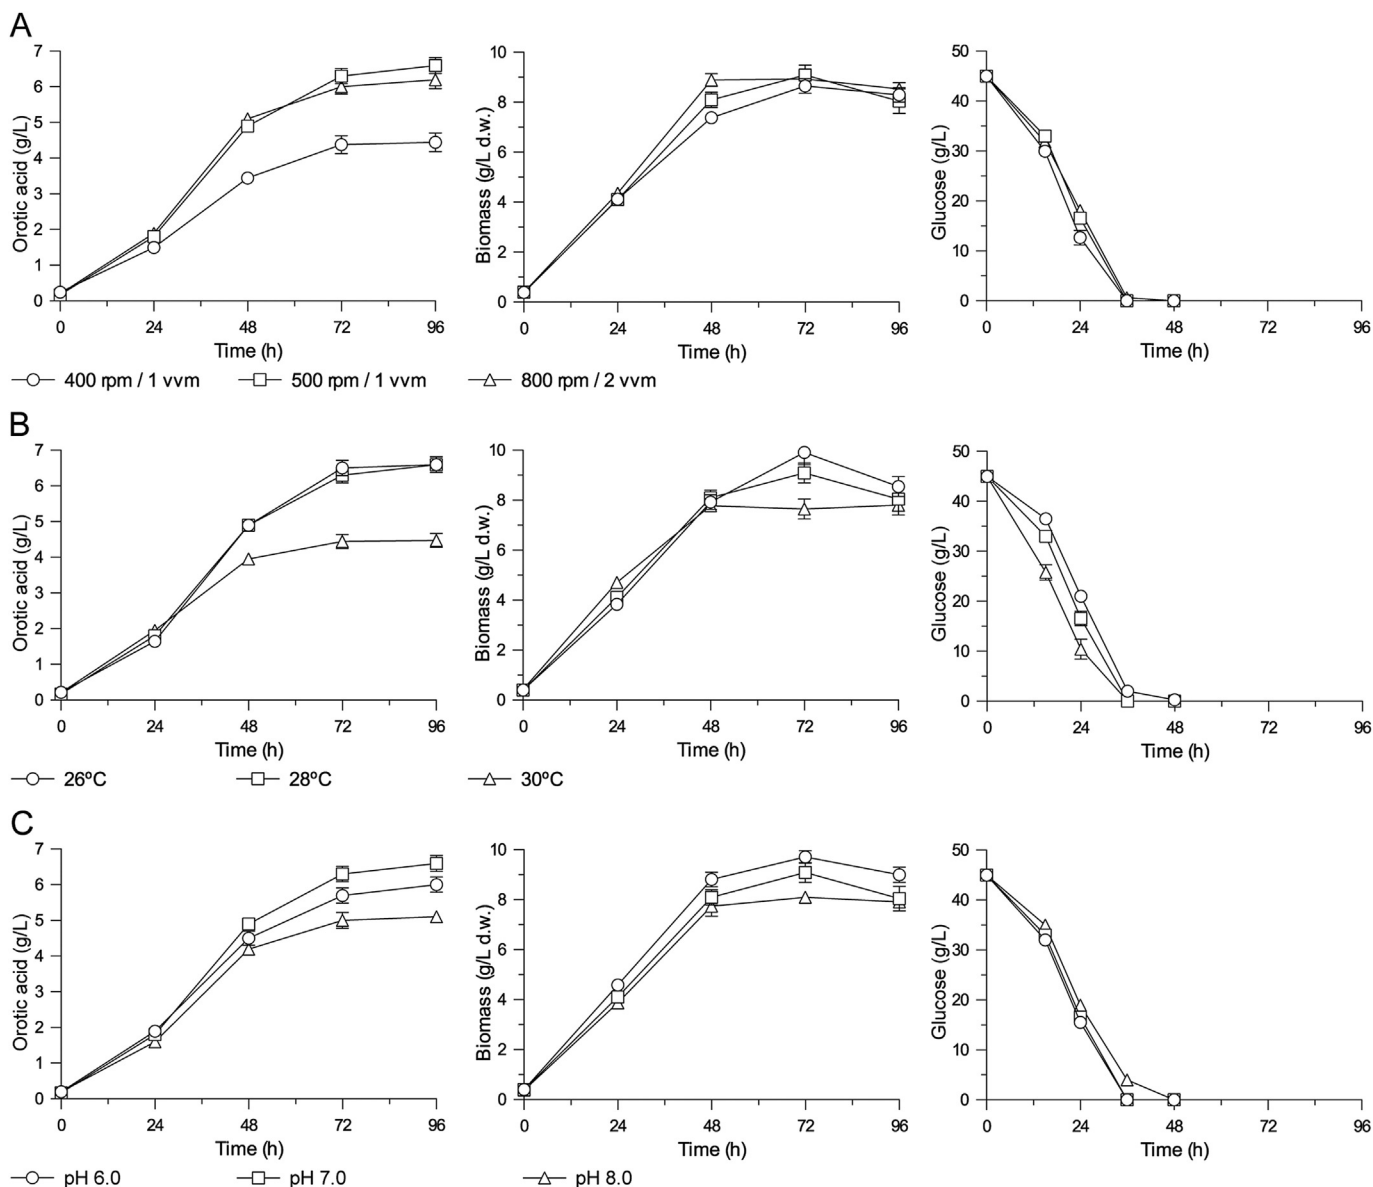 A
Orotic acid (g/L)
7
6
5
4
3
2
1
0
0 24 48 72 96
Time (h)
Biomass (g/L d.w.)
10
8
6
4
2
0
0 24 48 72 96
Time (h)
Glucose (g/L)
50
40
30
20
10
0
0 24 48 72 96
Time (h)
400 rpm / 1 vvm 500 rpm / 1 vvm 800 rpm / 2 vvm
B
Orotic acid (g/L)
7
6
5
4
3
2
1
0
0 24 48 72 96
Time (h)
Biomass (g/L d.w.)
10
8
6
4
2
0
0 24 48 72 96
Time (h)
Glucose (g/L)
50
40
30
20
10
0
0 24 48 72 96
Time (h)
26ºC 28ºC 30ºC
C
Orotic acid (g/L)
7
6
5
4
3
2
1
0
0 24 48 72 96
Time (h)
Biomass (g/L d.w.)
10
8
6
4
2
0
0 24 48 72 96
Time (h)
Glucose (g/L)
50
40
30
20
10
0
0 24 48 72 96
Time (h)
pH 6.0 pH 7.0 pH 8.0